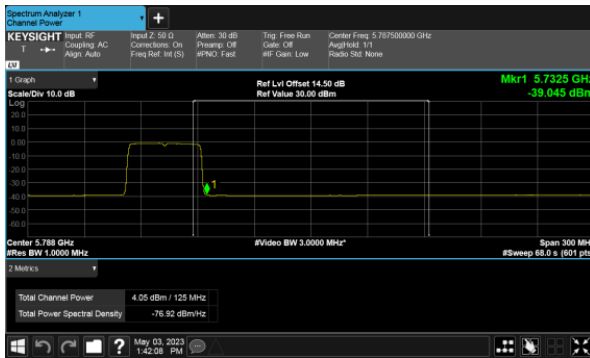 Spectrum Analyzer 1
Channel Power
+
KEYSIGHT
Input: RF
Coupling: AC
Align: Auto
Input Z: 50 Ω
Corrections: On
Freq Ref: Int (S)
Atten: 30 dB
Preamp: Off
#PNO: Fast
Trig: Free Run
Gate: Off
#IF Gain: Low
Center Freq: 5.787500000 GHz
Avg|Hold: 1/1
Radio Std: None
T
LXI
1 Graph
Scale/Div 10.0 dB
Ref Lvl Offset 14.50 dB
Ref Value 30.00 dBm
Mkr1 5.7325 GHz
-39.045 dBm
Log
20.0
10.0
0.00
-10.0
-20.0
-30.0
-40.0
-50.0
-60.0
1
Center 5.788 GHz
#Res BW 1.0000 MHz
#Video BW 3.0000 MHz*
Span 300 MH
#Sweep 68.0 s (601 pts
2 Metrics
Total Channel Power 4.05 dBm / 125 MHz
Total Power Spectral Density -76.92 dBm/Hz
?
May 03, 2023
1:42:08 PM